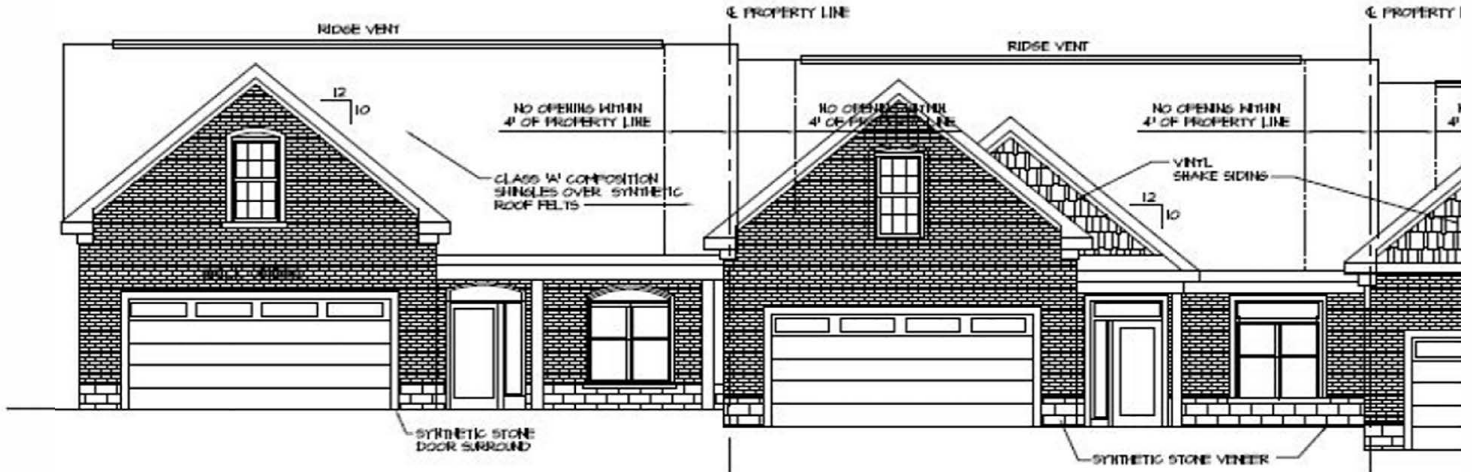 ℄ PROPERTY LINE
℄ PROPERTY
RIDGE VENT
RIDGE VENT
12
10
NO OPENING WITHIN
4' OF PROPERTY LINE
NO OPENING WITHIN
4' OF PROPERTY LINE
NO OPENING WITHIN
4' OF PROPERTY LINE
4'
CLASS 'A' COMPOSITION
SHINGLES OVER SYNTHETIC
ROOF FELTS
VINYL
SHAKE SIDING
12
10
SYNTHETIC STONE
DOOR SURROUND
SYNTHETIC STONE VENEER